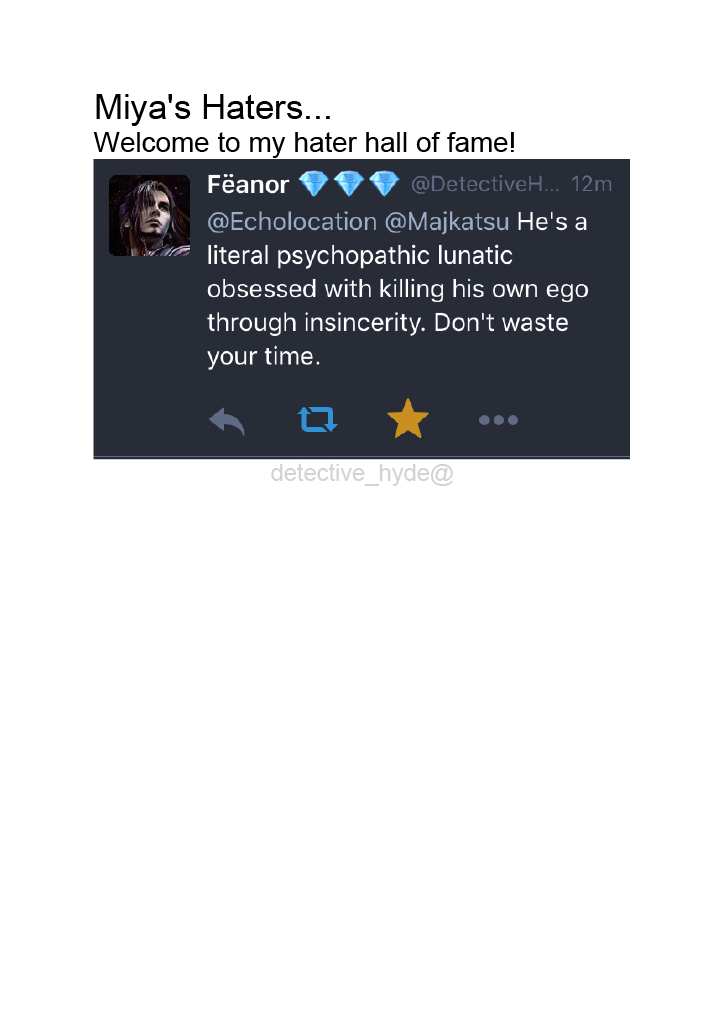 Miya's Haters...
Welcome to my hater hall of fame!
Fëanor 💎💎💎 @DetectiveH... 12m
@Echolocation @Majkatsu He's a
literal psychopathic lunatic
obsessed with killing his own ego
through insincerity. Don't waste
your time.
detective_hyde@